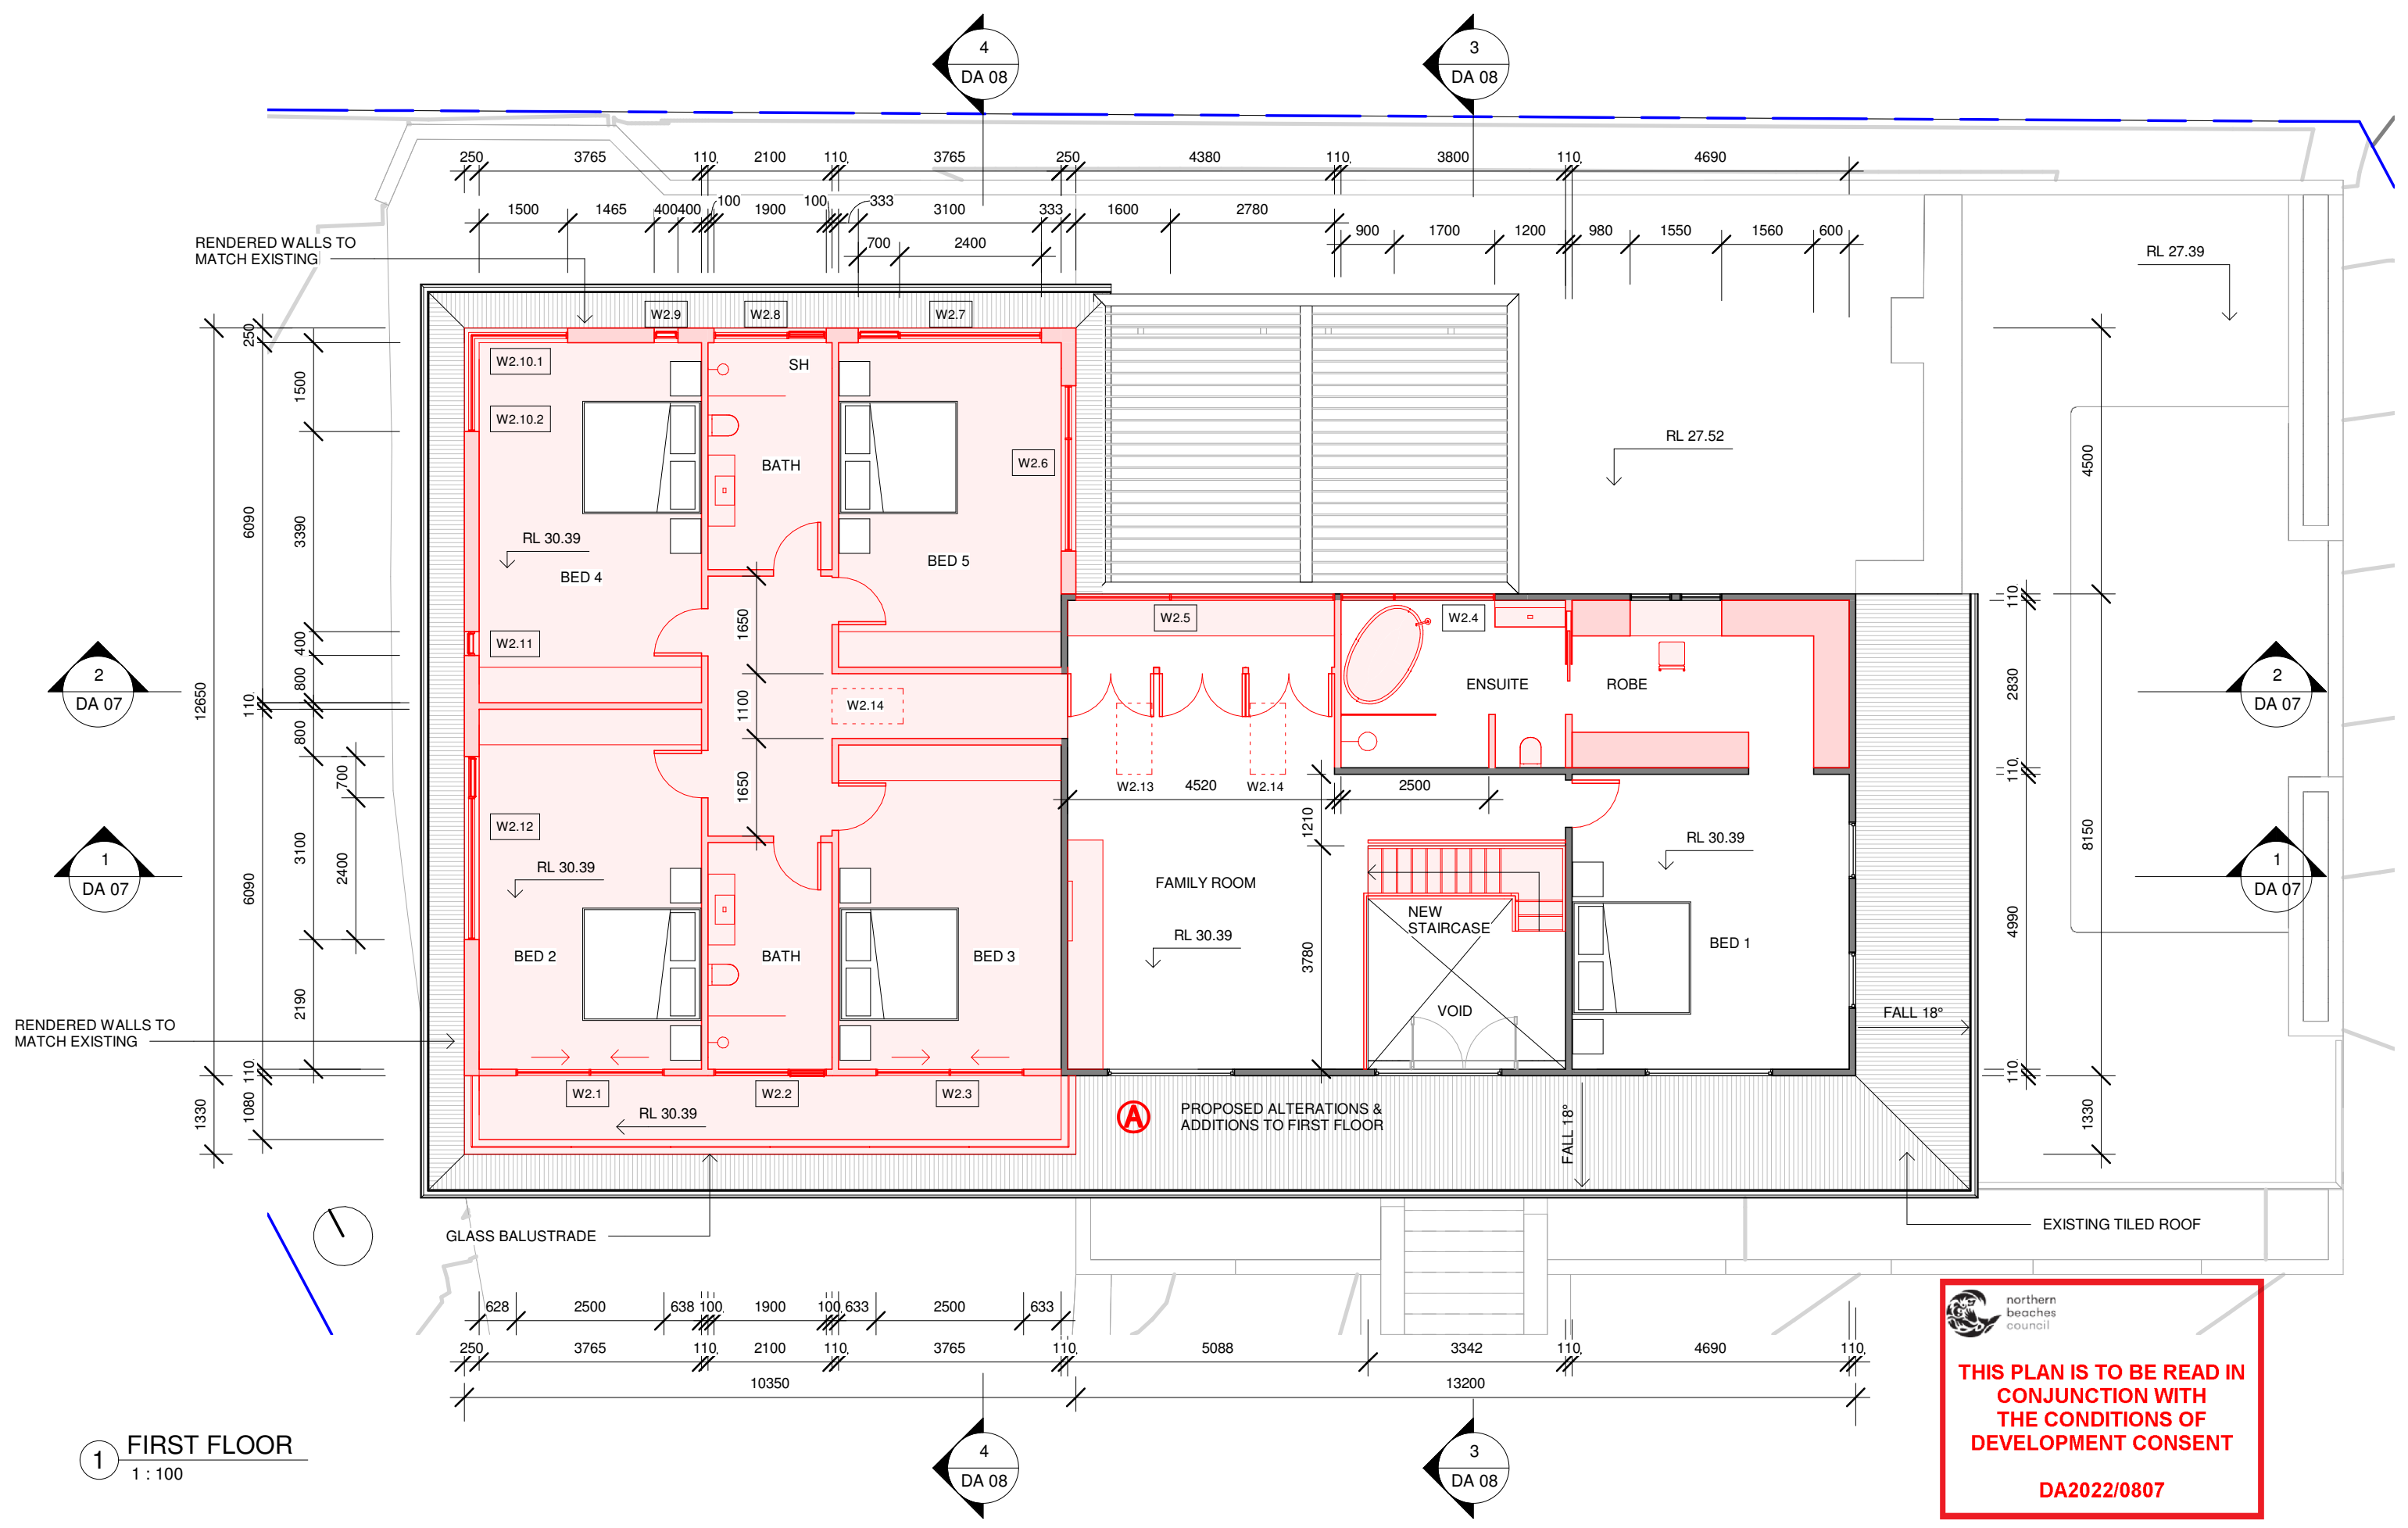 4
DA 08
3
DA 08
250 3765 110 2100 110 3765 250 4380 110 3800 110 4690
1500 1465 400 400 100 1900 100 333 3100 333 1600 2780
700 2400
900 1700 1200 980 1550 1560 600
RENDERED WALLS TO
MATCH EXISTING
RL 27.39
W2.9
W2.8
W2.7
W2.10.1
SH
W2.10.2
RL 27.52
BATH
W2.6
RL 30.39
BED 4
BED 5
W2.11
W2.5
W2.4
ENSUITE
ROBE
W2.14
250
1500
6090
3390
400
800
110
12650
800
700
3100
2400
6090
2190
110
1080
1330
1650
1100
1650
2
DA 07
2
DA 07
1
DA 07
1
DA 07
4500
110
2830
110
8150
4990
110
1330
W2.13
4520
W2.14
2500
1210
3780
W2.12
RL 30.39
RL 30.39
FAMILY ROOM
NEW
STAIRCASE
RL 30.39
BED 2
BATH
BED 3
BED 1
VOID
FALL 18°
RENDERED WALLS TO
MATCH EXISTING
W2.1
W2.2
W2.3
RL 30.39
A
PROPOSED ALTERATIONS &
ADDITIONS TO FIRST FLOOR
FALL 18°
GLASS BALUSTRADE
EXISTING TILED ROOF
628 2500 638 100 1900 100 633 2500 633
250 3765 110 2100 110 3765 110 5088 3342 110 4690 110
10350 13200
4
DA 08
3
DA 08
1
FIRST FLOOR
1 : 100
northern
beaches
council
THIS PLAN IS TO BE READ IN
CONJUNCTION WITH
THE CONDITIONS OF
DEVELOPMENT CONSENT
DA2022/0807